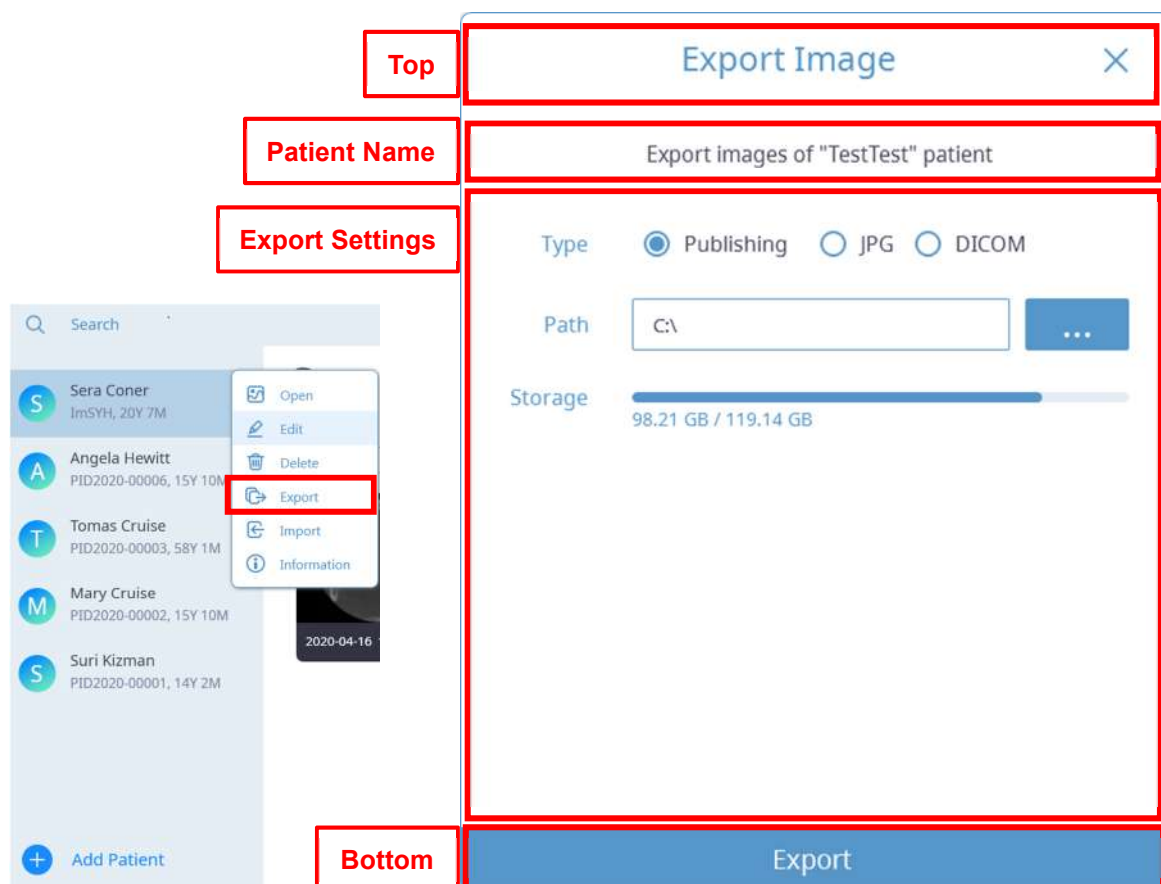 Top
Export Image
Patient Name
Export images of "TestTest" patient
Export Settings
Type Publishing JPG DICOM
Path C:\ ...
Storage
98.21 GB / 119.14 GB
Search
S Sera Coner
ImSYH, 20Y 7M
A Angela Hewitt
PID2020-00006, 15Y 10M
T Tomas Cruise
PID2020-00003, 58Y 1M
M Mary Cruise
PID2020-00002, 15Y 10M
S Suri Kizman
PID2020-00001, 14Y 2M
Open
Edit
Delete
Export
Import
Information
2020-04-16
+ Add Patient
Bottom
Export